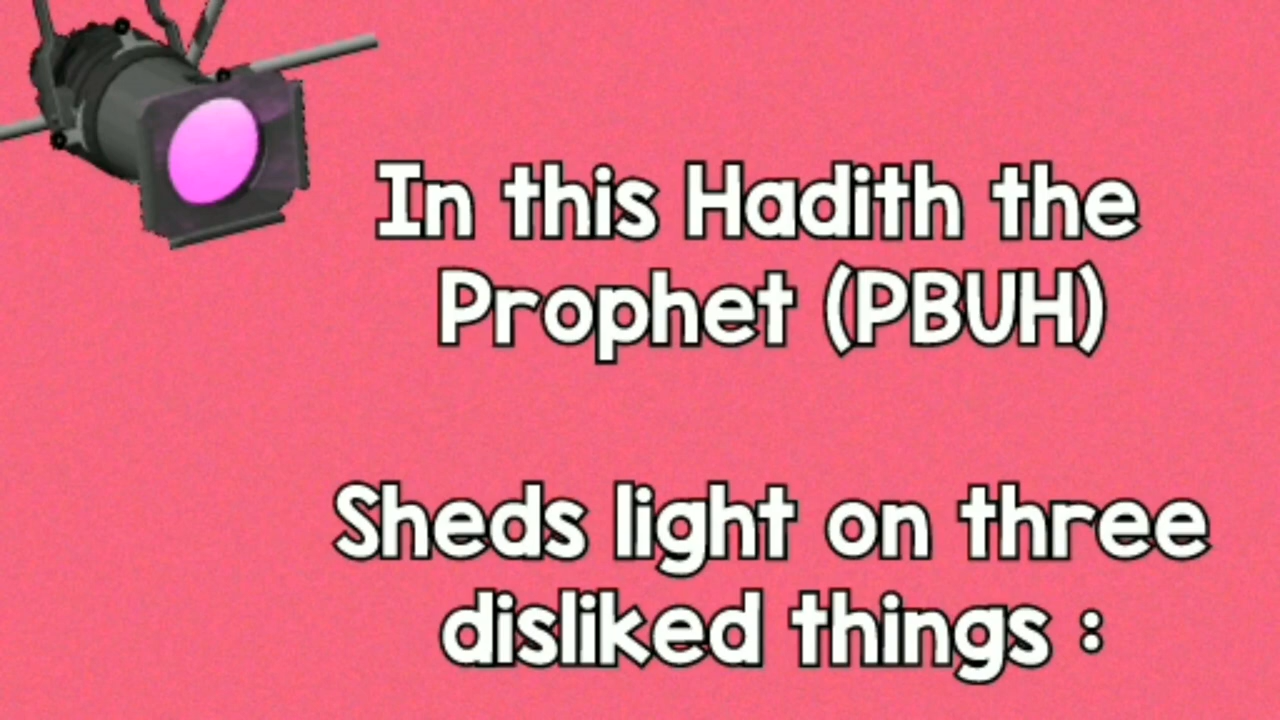 In this Hadith the
Prophet (PBUH)
Sheds light on three
disliked things :